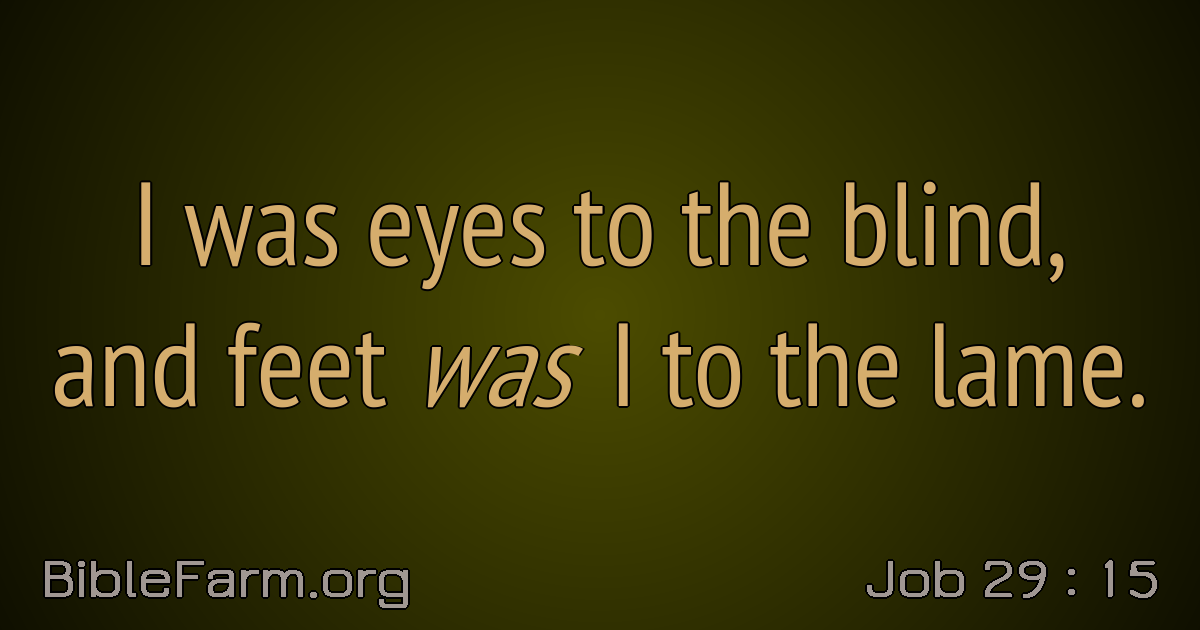 I was eyes to the blind,
and feet was I to the lame.
BibleFarm.org
Job 29 : 15